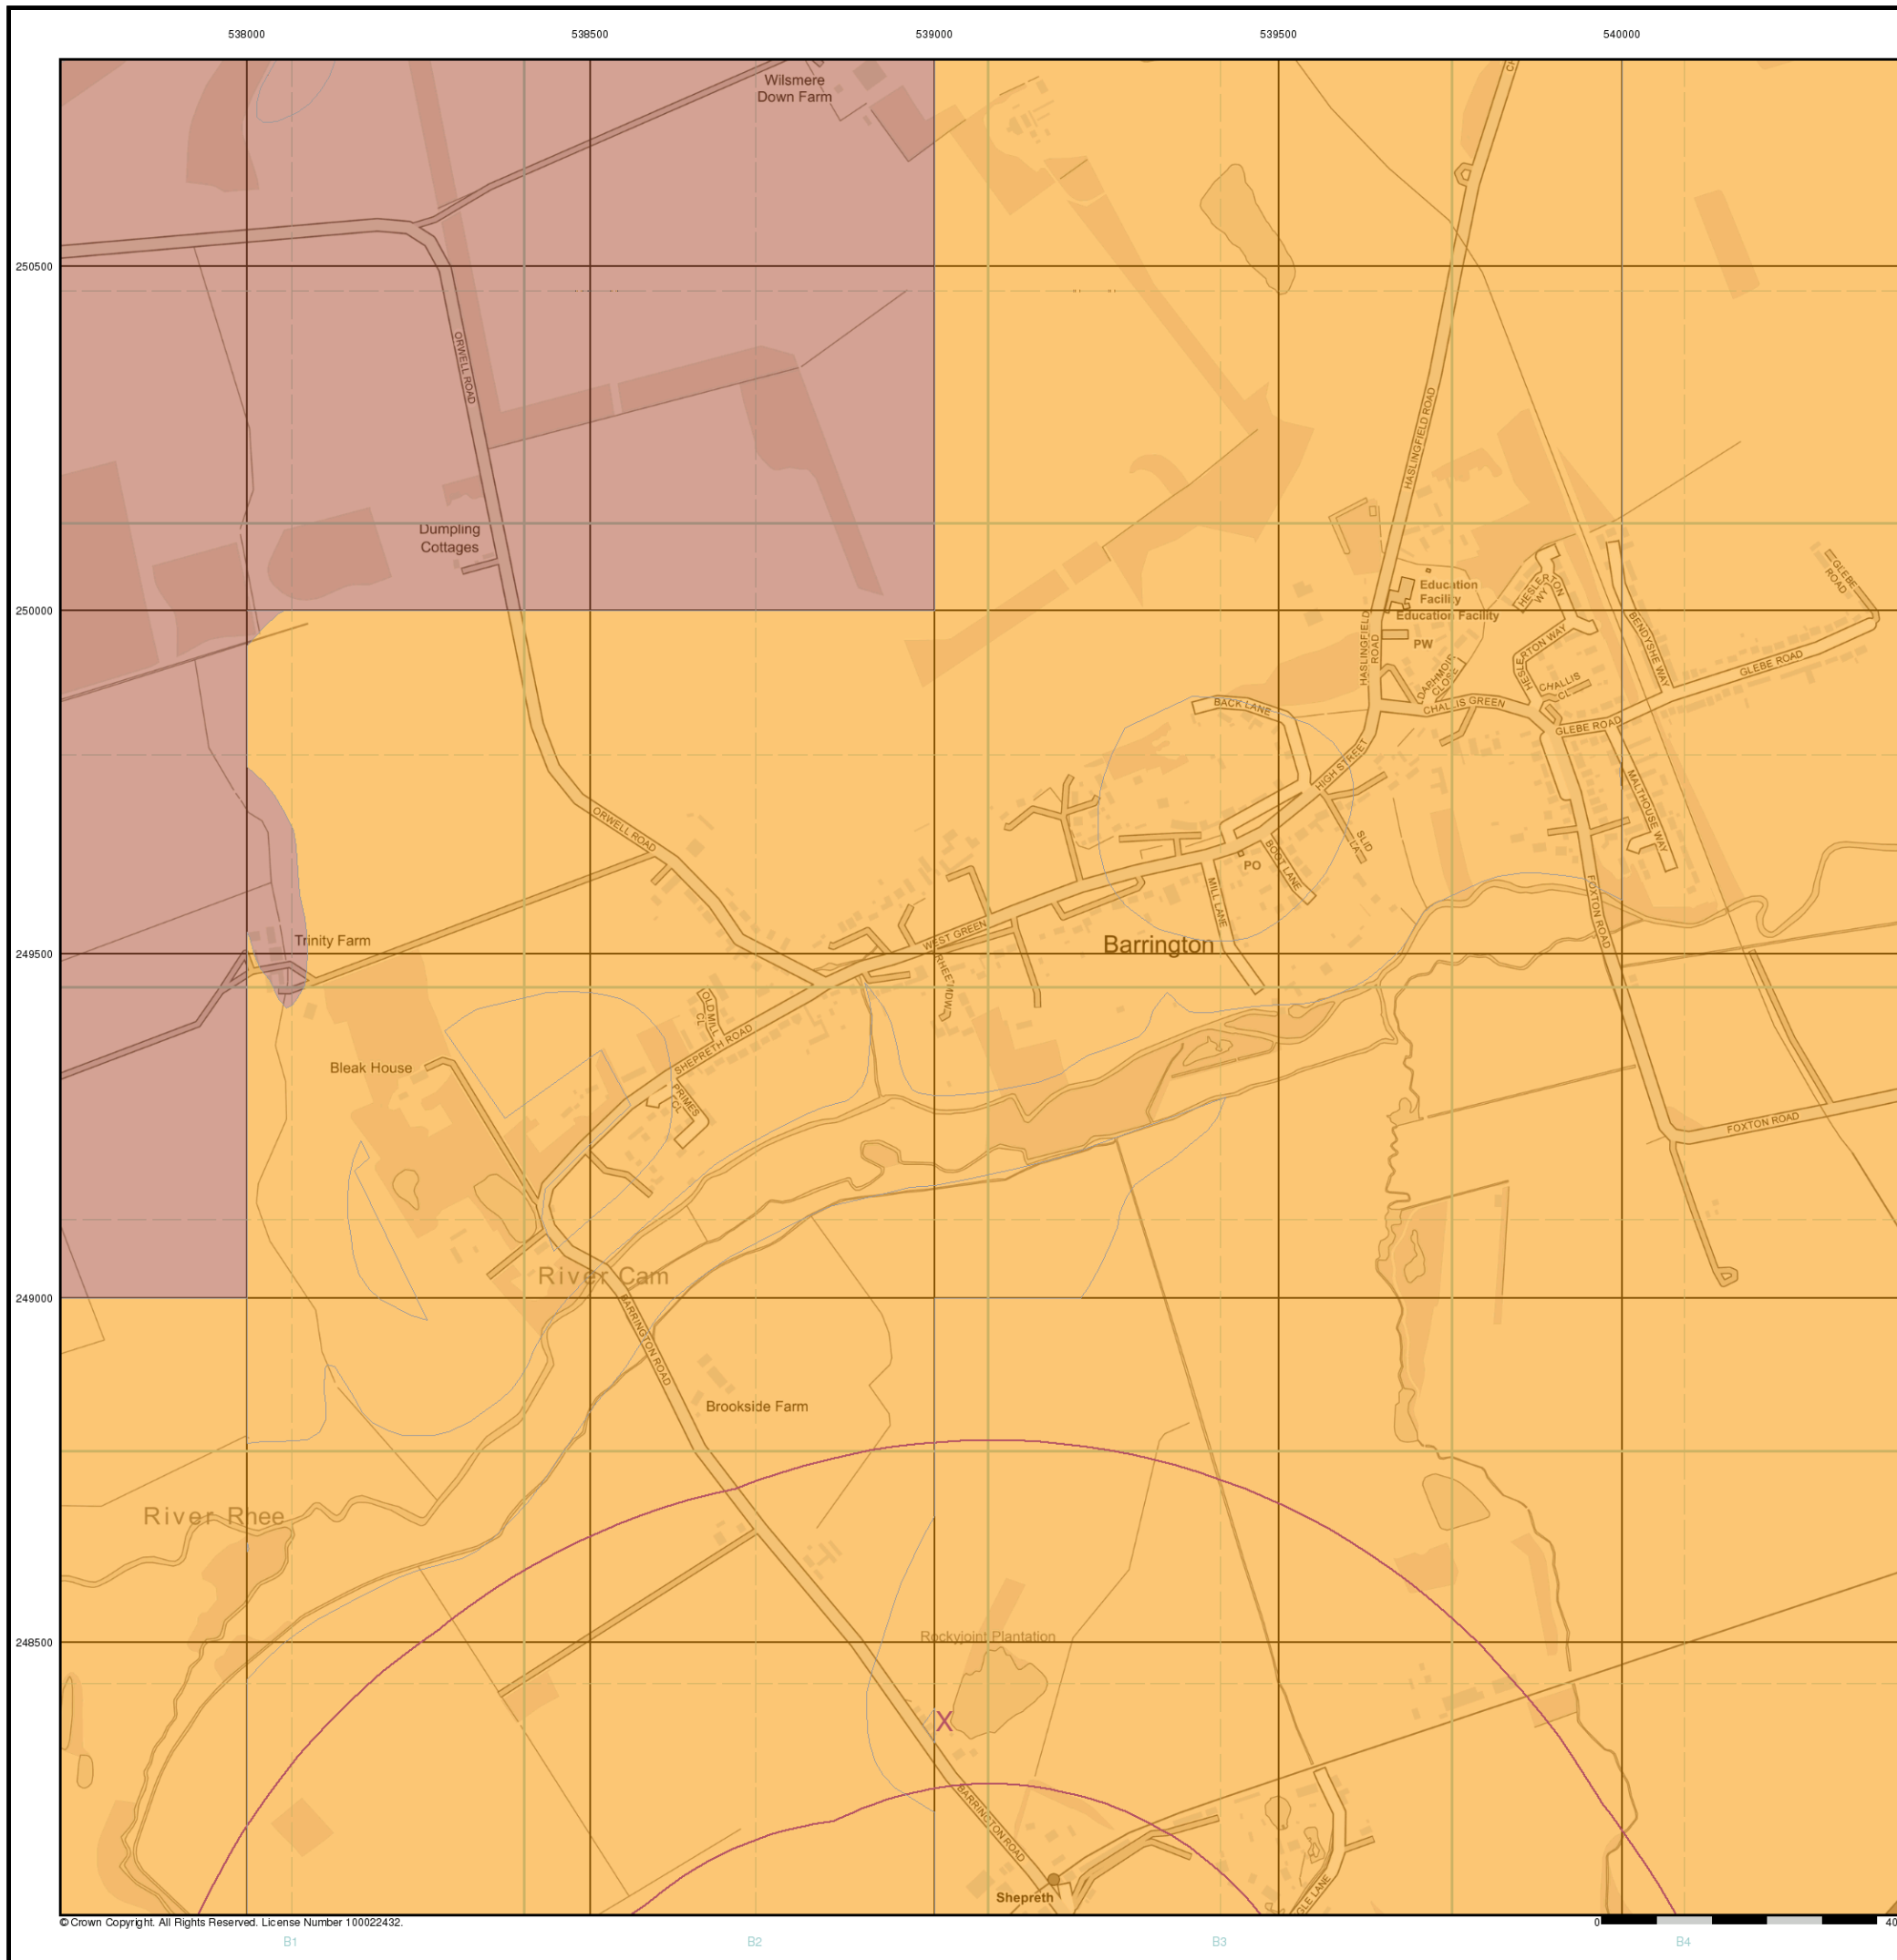 538000
538500
539000
539500
540000
Wilsmere
Down Farm
250500
ORWELL ROAD
HASLINGFIELD ROAD
Dumpling
Cottages
250000
Education
Facility
Education Facility
PW
HASLINGFIELD
ROAD
HESLERTON
WY
HESLERTON WAY
BENDYSHE WAY
GLEBE
ROAD
GLEBE ROAD
CLOSE
CHALLIS
CL
CHALLIS GREEN
GLEBE ROAD
BACK LANE
HIGH STREET
MALTHOUSE WAY
ORWELL ROAD
SLID
LA
BOOT LANE
PO
MILL LANE
FOXTON ROAD
WEST GREEN
Barrington
Trinity Farm
249500
OLD MILL
CL
SHEPRETH ROAD
Bleak House
PRIMES
CL
FOXTON ROAD
River Cam
249000
BARRINGTON ROAD
Brookside Farm
River Rhee
248500
Rockyjoint Plantation
X
BARRINGTON ROAD
Shepreth
© Crown Copyright. All Rights Reserved. License Number 100022432.
0
40
B1
B2
B3
B4